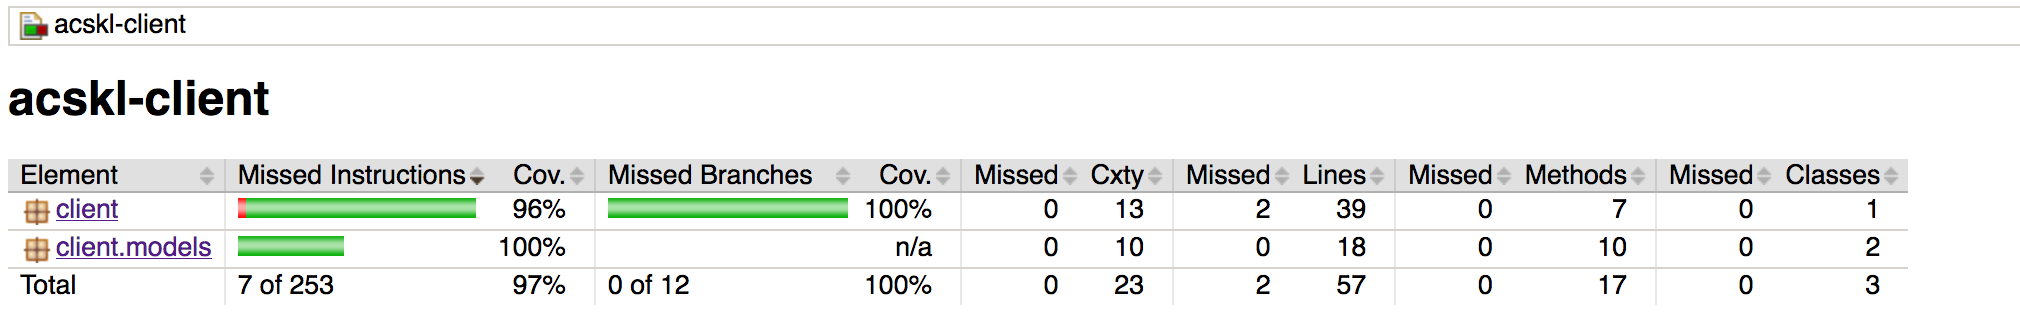 acskl-client
acskl-client
Element Missed Instructions Cov. Missed Branches Cov. Missed Cxty Missed Lines Missed Methods Missed Classes
client 96% 100% 0 13 2 39 0 7 0 1
client.models 100% n/a 0 10 0 18 0 10 0 2
Total 7 of 253 97% 0 of 12 100% 0 23 2 57 0 17 0 3